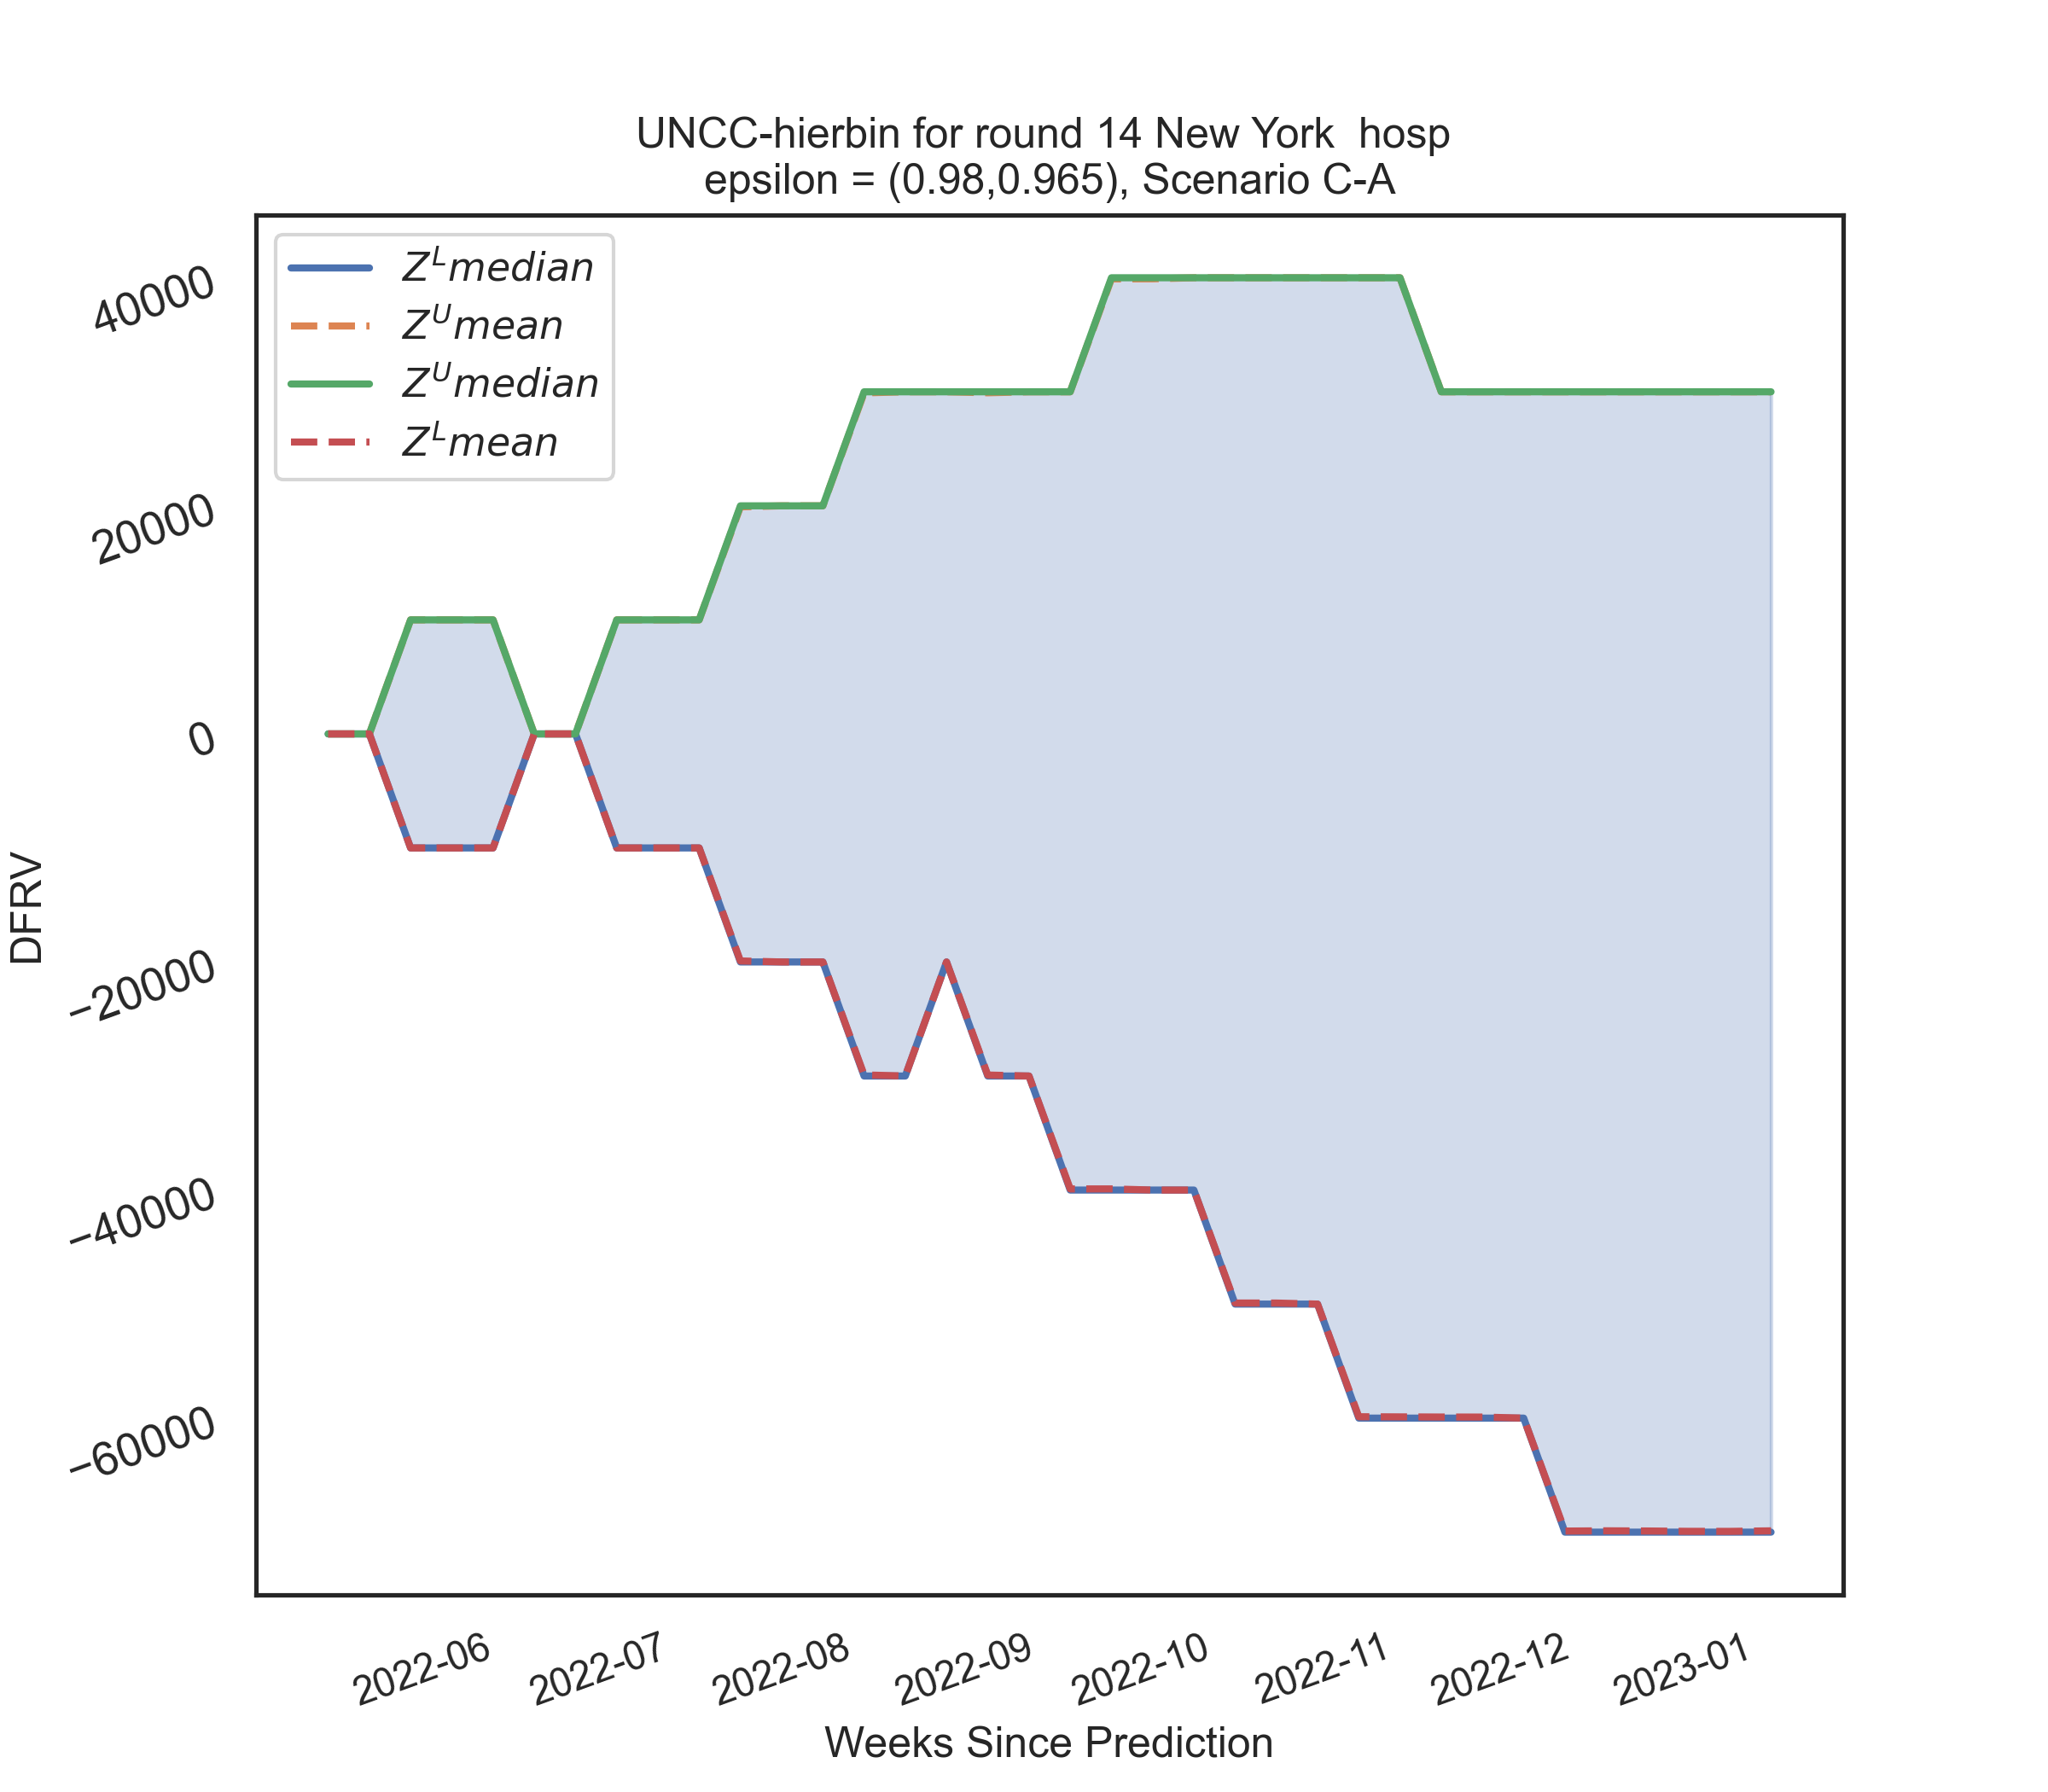 UNCC-hierbin for round 14 New York  hosp
epsilon = (0.98,0.965), Scenario C-A
Z^L median
Z^U mean
Z^U median
Z^L mean
40000
20000
0
−20000
−40000
−60000
DFRV
2022-06
2022-07
2022-08
2022-09
2022-10
2022-11
2022-12
2023-01
Weeks Since Prediction